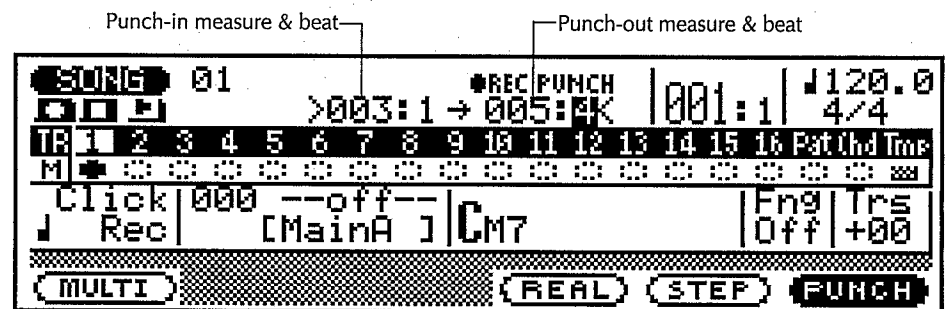 Punch-in measure & beat
Punch-out measure & beat
SONG 01 REC PUNCH 001:1 ♩120.0
>003:1 → 005:4< 4/4
TR 1 2 3 4 5 6 7 8 9 10 11 12 13 14 15 16 Pat Chd Tmp
M
Click 000 --off-- CM7 Fng Trs
♩ Rec [MainA ] Off +00
MULTI REAL STEP PUNCH